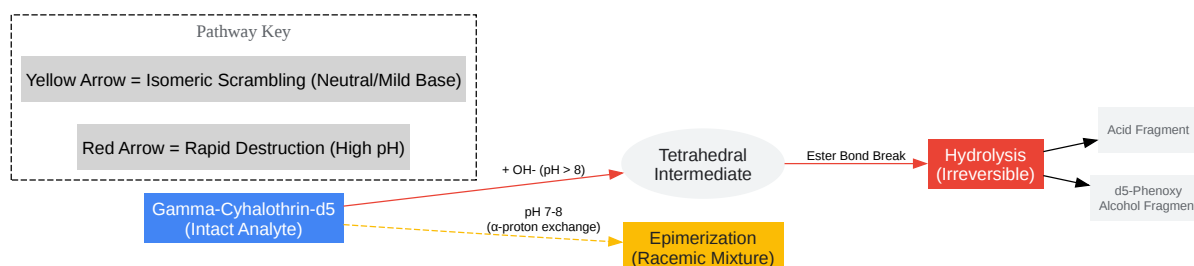 Pathway Key
Yellow Arrow = Isomeric Scrambling (Neutral/Mild Base)
Red Arrow = Rapid Destruction (High pH)
Gamma-Cyhalothrin-d5
(Intact Analyte)
+ OH- (pH > 8)
pH 7-8
(α-proton exchange)
Tetrahedral
Intermediate
Epimerization
(Racemic Mixture)
Ester Bond Break
Hydrolysis
(Irreversible)
Acid Fragment
d5-Phenoxy
Alcohol Fragment